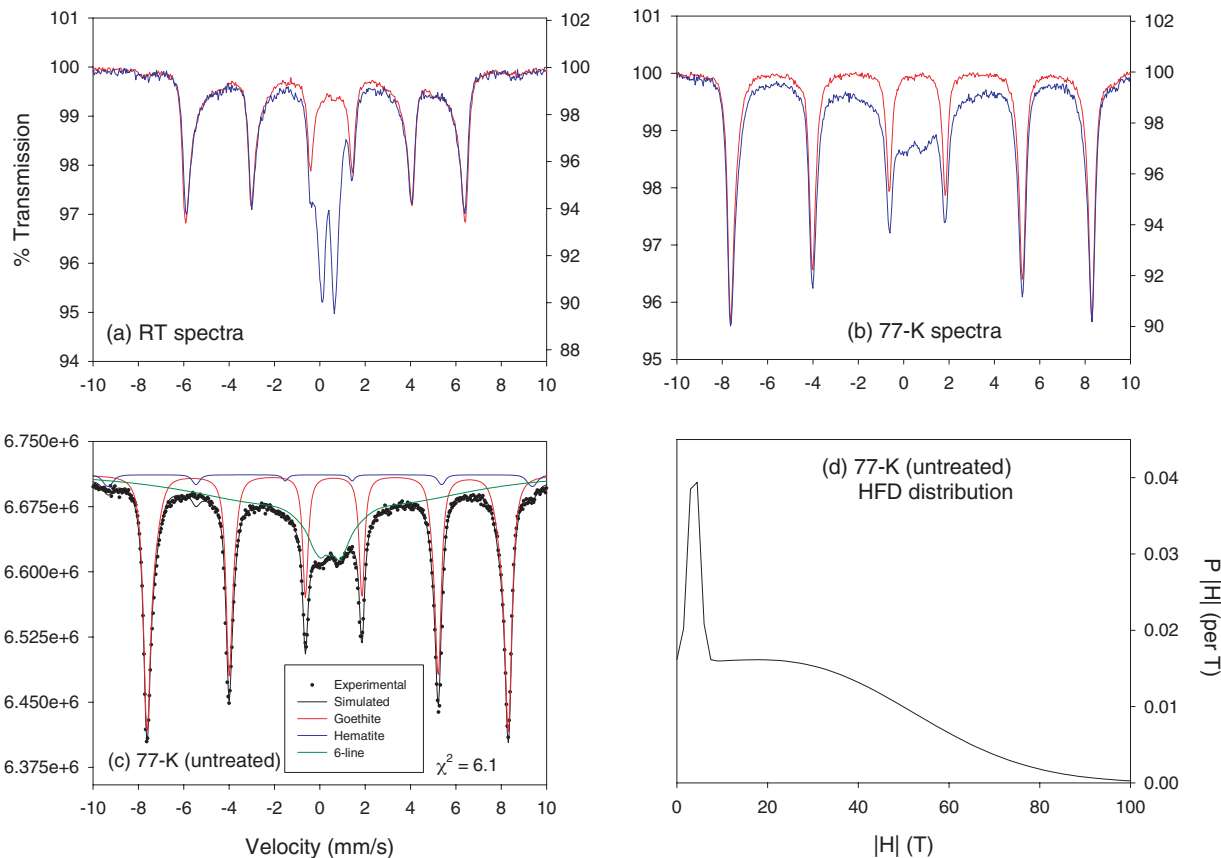 101
100
99
98
97
96
95
94
100
98
96
94
92
90
88
% Transmission
(a) RT spectra
-10 -8 -6 -4 -2 0 2 4 6 8 10
101
100
99
98
97
96
95
102
100
98
96
94
92
90
(b) 77-K spectra
-10 -8 -6 -4 -2 0 2 4 6 8 10
6.750e+6
6.700e+6
6.675e+6
6.600e+6
6.525e+6
6.450e+6
6.375e+6
Experimental
Simulated
Goethite
Hematite
6-line
(c) 77-K (untreated)
χ² = 6.1
-10 -8 -6 -4 -2 0 2 4 6 8 10
Velocity (mm/s)
(d) 77-K (untreated)
HFD distribution
0.04
0.03
0.02
0.01
0.00
P |H| (per T)
0 20 40 60 80 100
|H| (T)